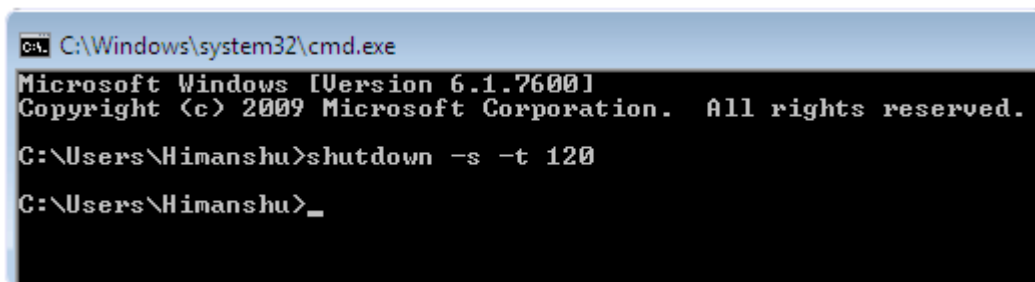 C:\Windows\system32\cmd.exe
Microsoft Windows [Version 6.1.7600]
Copyright (c) 2009 Microsoft Corporation.  All rights reserved.
C:\Users\Himanshu>shutdown -s -t 120
C:\Users\Himanshu>_